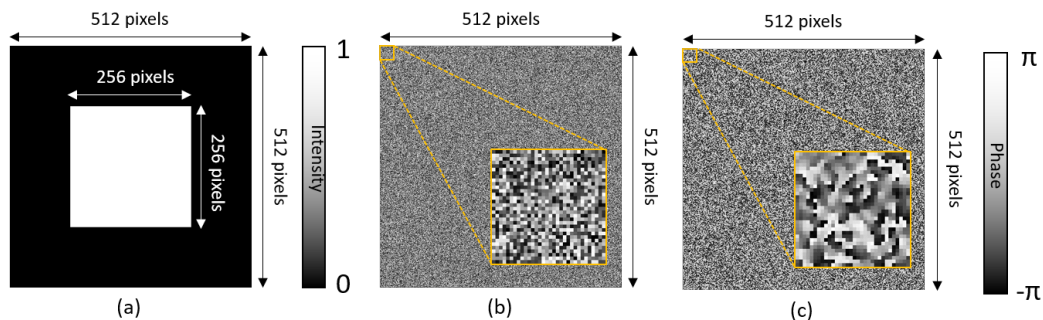 512 pixels
512 pixels
512 pixels
256 pixels
256 pixels
512 pixels
1
Intensity
0
512 pixels
512 pixels
π
Phase
-π
(a)
(b)
(c)